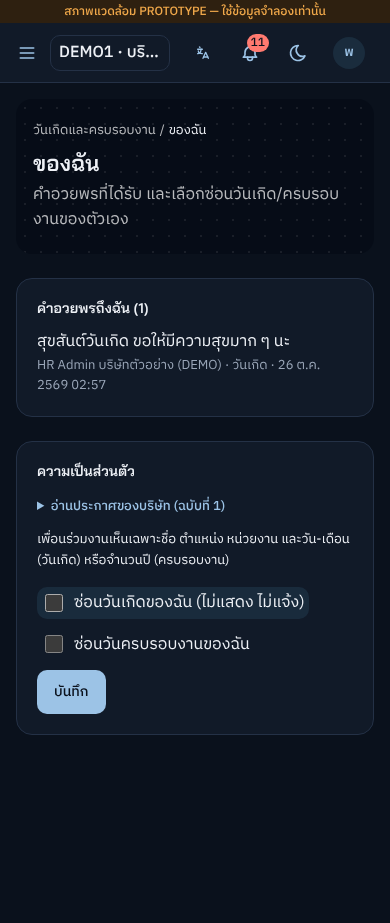 สภาพแวดล้อม PROTOTYPE — ใช้ข้อมูลจำลองเท่านั้น
DEMO1 · บริ...
11
W
วันเกิดและครบรอบงาน / ของฉัน
ของฉัน
คำอวยพรที่ได้รับ และเลือกซ่อนวันเกิด/ครบรอบ
งานของตัวเอง
คำอวยพรถึงฉัน (1)
สุขสันต์วันเกิด ขอให้มีความสุขมาก ๆ นะ
HR Admin บริษัทตัวอย่าง (DEMO) · วันเกิด · 26 ต.ค.
2569 02:57
ความเป็นส่วนตัว
▶ อ่านประกาศของบริษัท (ฉบับที่ 1)
เพื่อนร่วมงานเห็นเฉพาะชื่อ ตำแหน่ง หน่วยงาน และวัน-เดือน
(วันเกิด) หรือจำนวนปี (ครบรอบงาน)
ซ่อนวันเกิดของฉัน (ไม่แสดง ไม่แจ้ง)
ซ่อนวันครบรอบงานของฉัน
บันทึก